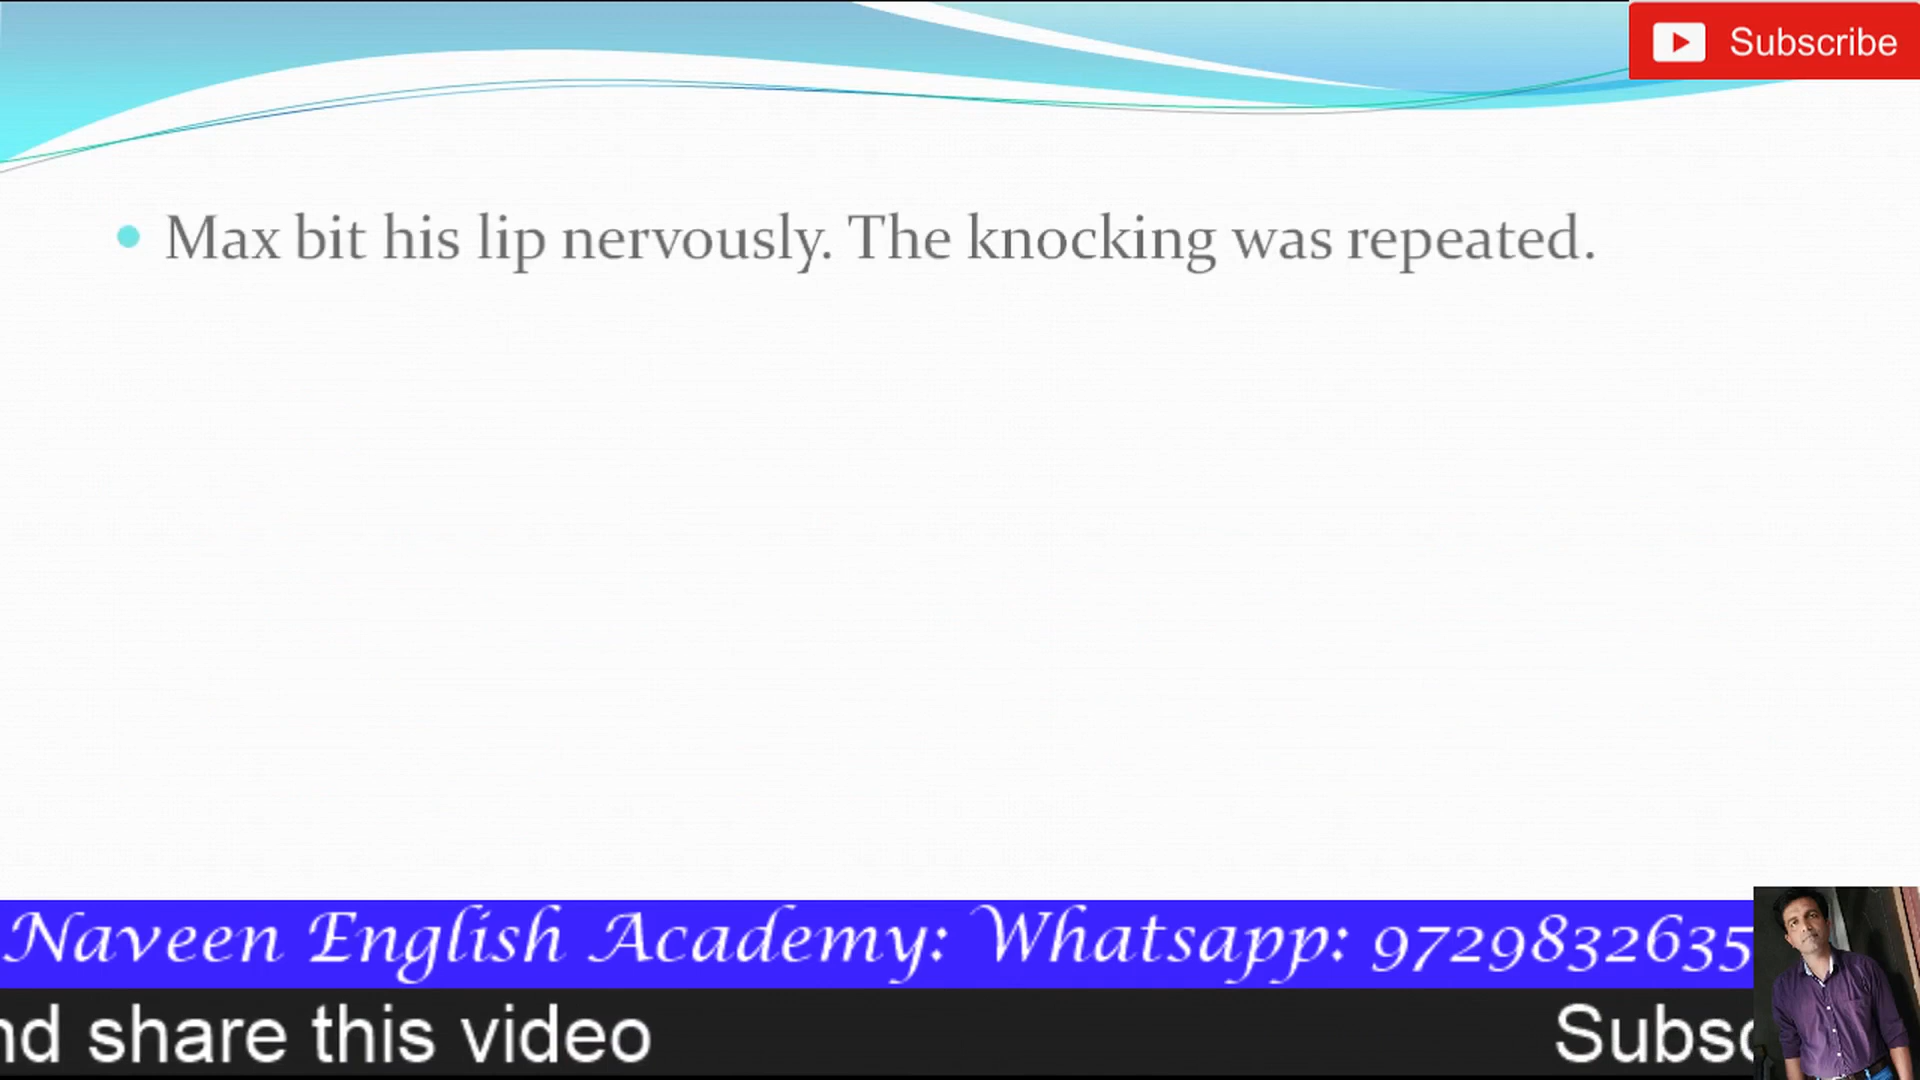 Subscribe
Max bit his lip nervously. The knocking was repeated.
Naveen English Academy: Whatsapp: 9729832635
nd share this video
Subsc